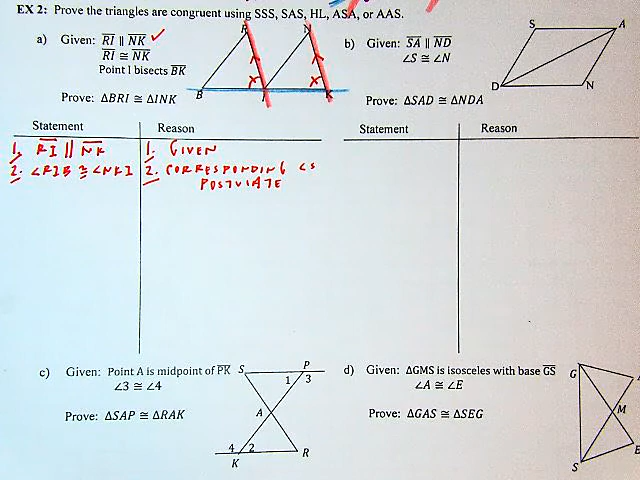 EX 2: Prove the triangles are congruent using SSS, SAS, HL, ASA, or AAS.
a) Given: RI ∥ NK ✓
RI ≅ NK
Point I bisects BK
Prove: ΔBRI ≅ ΔINK
R N
B I K
Statement Reason
1. RI ∥ NK 1. GIVEN
2. ∠RIB ≅ ∠NKI 2. CORRESPONDING ∠S
POSTULATE
b) Given: SA ∥ ND
∠S ≅ ∠N
Prove: ΔSAD ≅ ΔNDA
S A
D N
Statement Reason
c) Given: Point A is midpoint of PK
∠3 ≅ ∠4
Prove: ΔSAP ≅ ΔRAK
S P
1 3
A
4 2
K R
d) Given: ΔGMS is isosceles with base GS
∠A ≅ ∠E
Prove: ΔGAS ≅ ΔSEG
G
M
E
S